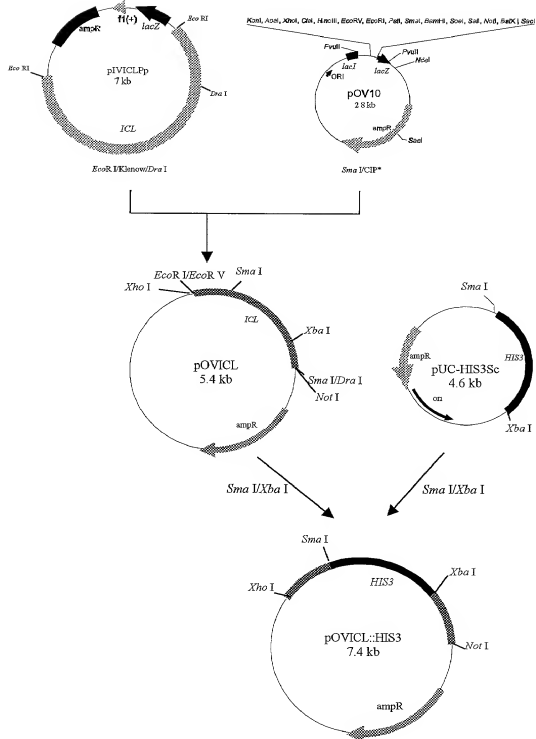 KpnI, ApaI, XhoI, ClaI, HincIII, EcoRV, EcoRI, PstI, SmaI, BamHI, SpeI, SalI, NotI, BstXI, SacI
f1(+)
lacZ
Eco RI
ampR
pIVICLPp
7 kb
Eco RI
Dra I
ICL
EcoR I/Klenow/Dra I
PvuII
lacI
lacZ
PvuII
NdeI
ORI
pOV10
2.8 kb
ampR
Sma I/CIP*
EcoR I/EcoR V
Sma I
Xho I
ICL
Xba I
pOVICL
5.4 kb
Sma I/Dra I
Not I
ampR
Sma I
HIS3
ampR
pUC-HIS3Sc
4.6 kb
ori
Xba I
Sma I/Xba I
Sma I/Xba I
Sma I
Xba I
HIS3
Xho I
pOVICL::HIS3
7.4 kb
Not I
ampR